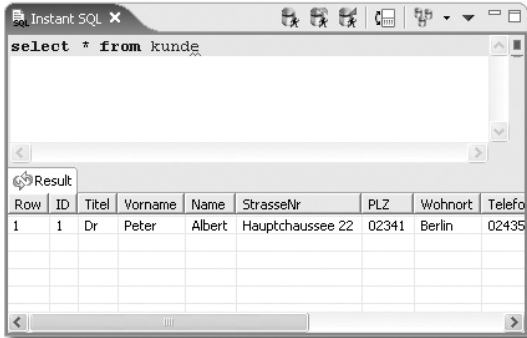 SQL Instant SQL
select * from kunde
Result
Row ID Titel Vorname Name StrasseNr PLZ Wohnort Telefo
1 1 Dr Peter Albert Hauptchaussee 22 02341 Berlin 02435